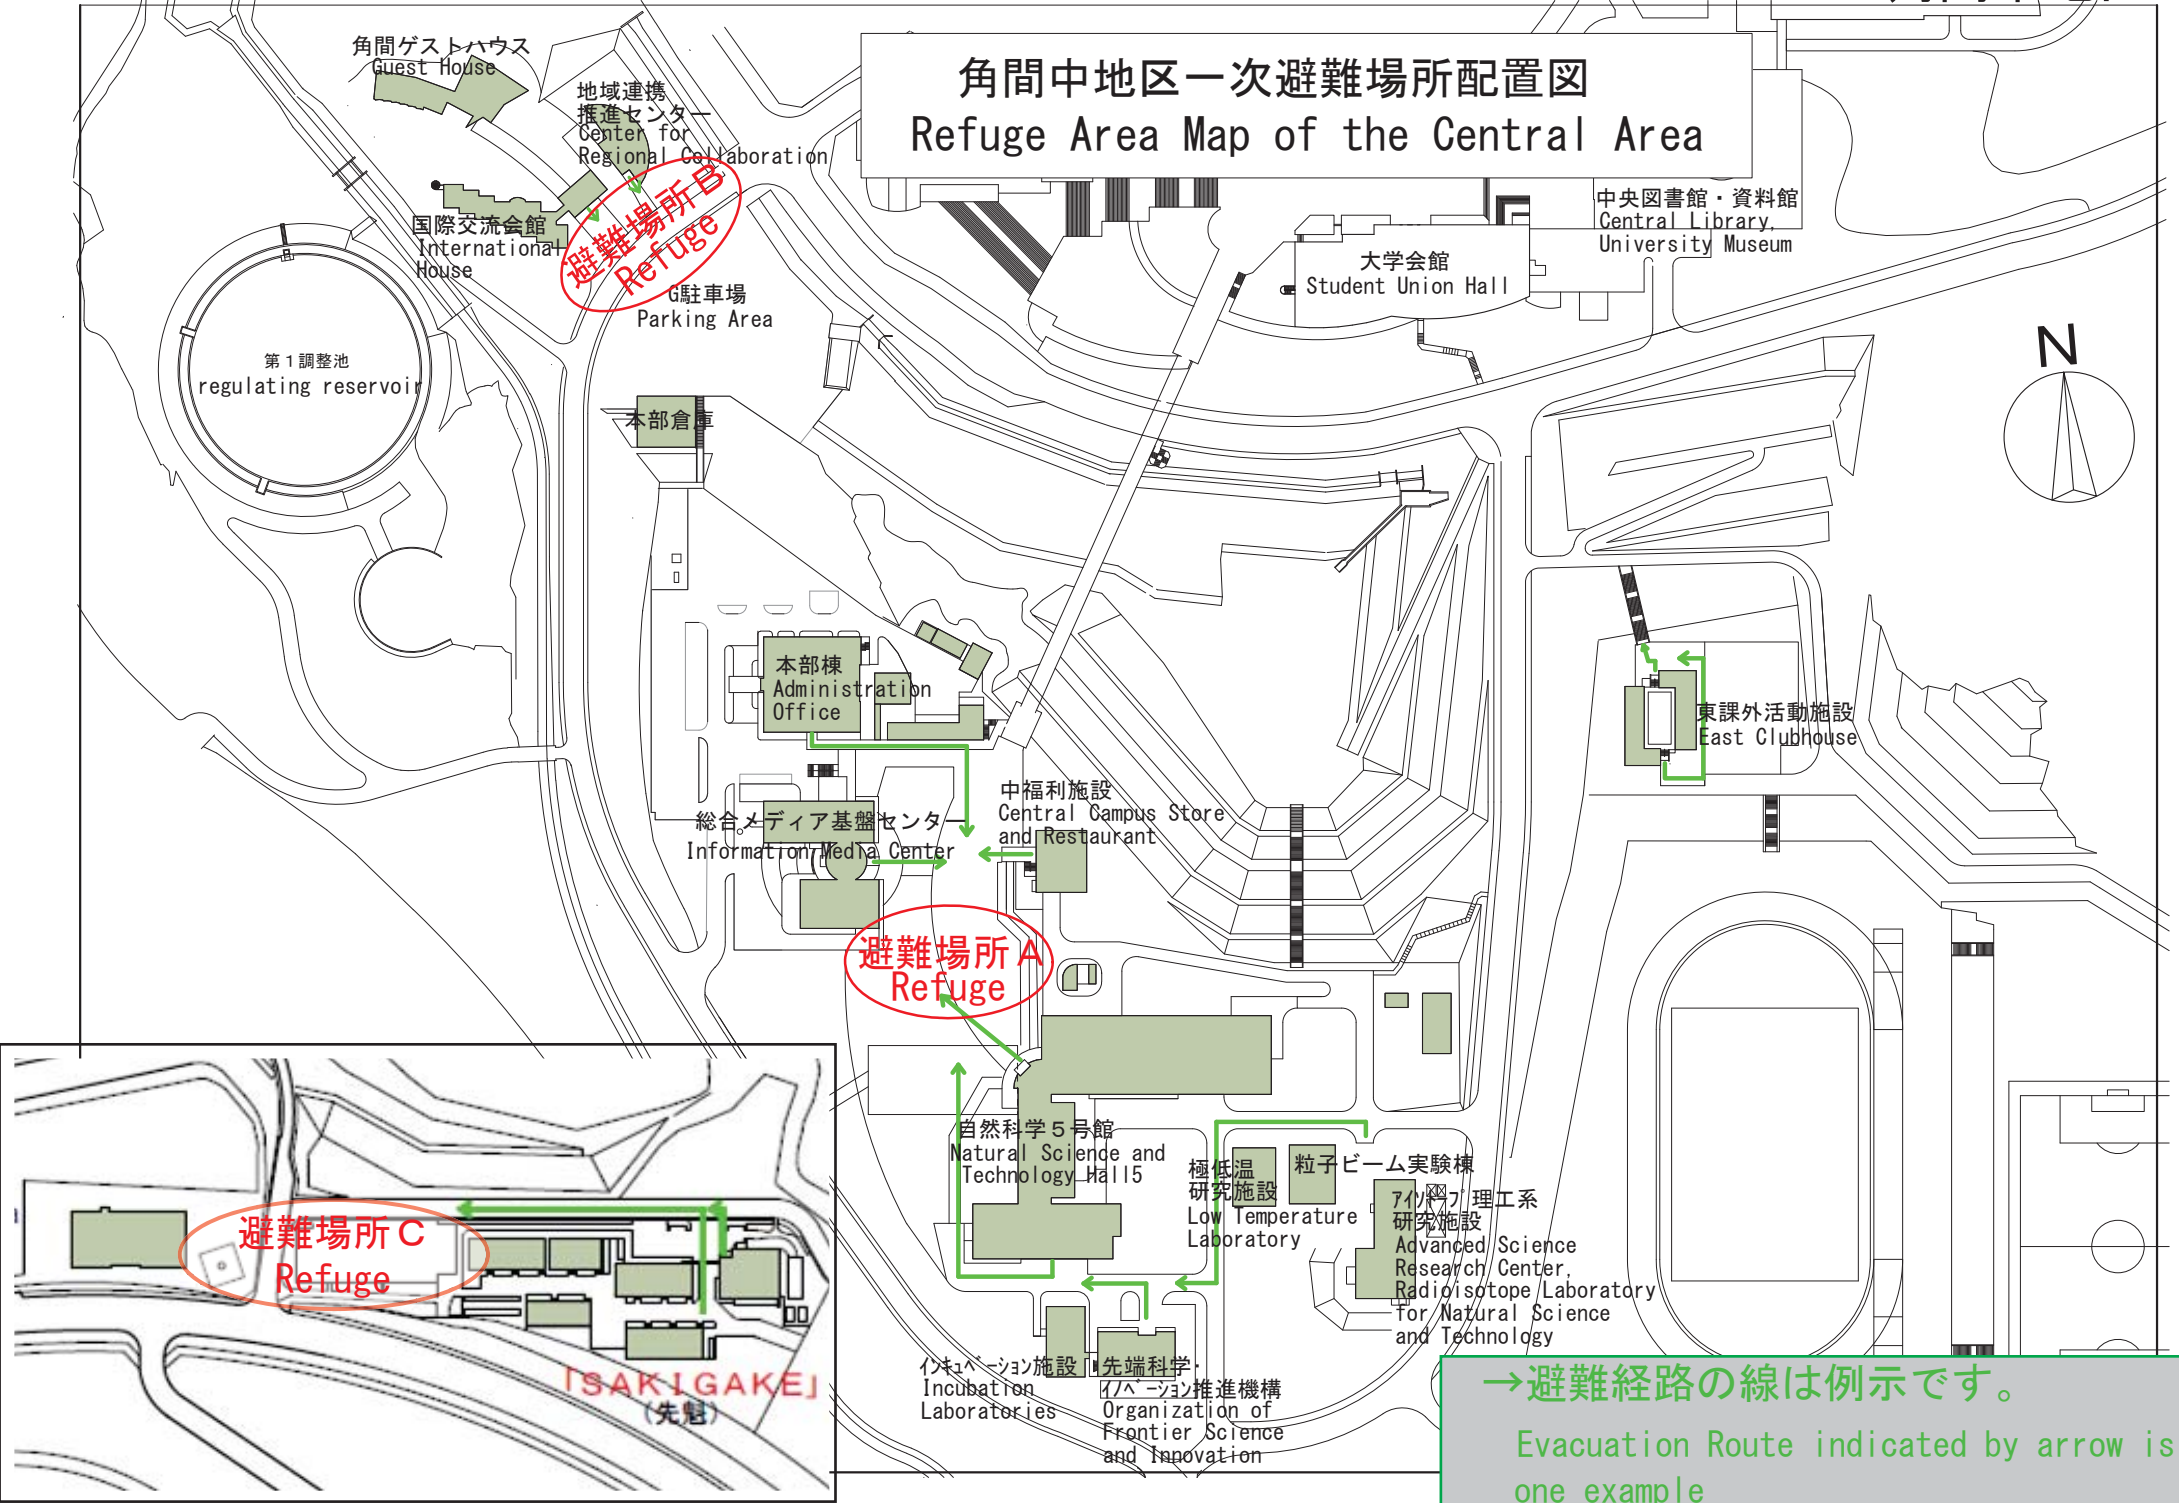 角間中地区一次避難場所配置図
Refuge Area Map of the Central Area
角間ゲストハウス
Guest House
地域連携
推進センター
Center for
Regional Collaboration
避難場所B
Refuge
国際交流会館
International
House
G駐車場
Parking Area
中央図書館・資料館
Central Library,
University Museum
大学会館
Student Union Hall
N
第1調整池
regulating reservoir
本部倉庫
本部棟
Administration
Office
東課外活動施設
East Clubhouse
中福利施設
Central Campus Store
and Restaurant
総合メディア基盤センター
Information Media Center
避難場所A
Refuge
自然科学5号館
Natural Science and
Technology Hall5
極低温
研究施設
Low Temperature
Laboratory
粒子ビーム実験棟
アイソトープ理工系
研究施設
Advanced Science
Research Center,
Radioisotope Laboratory
for Natural Science
and Technology
避難場所C
Refuge
「SAKIGAKE」
(先魁)
インキュベーション施設
Incubation
Laboratories
先端科学・
イノベーション推進機構
Organization of
Frontier Science
and Innovation
→避難経路の線は例示です。
Evacuation Route indicated by arrow is
one example